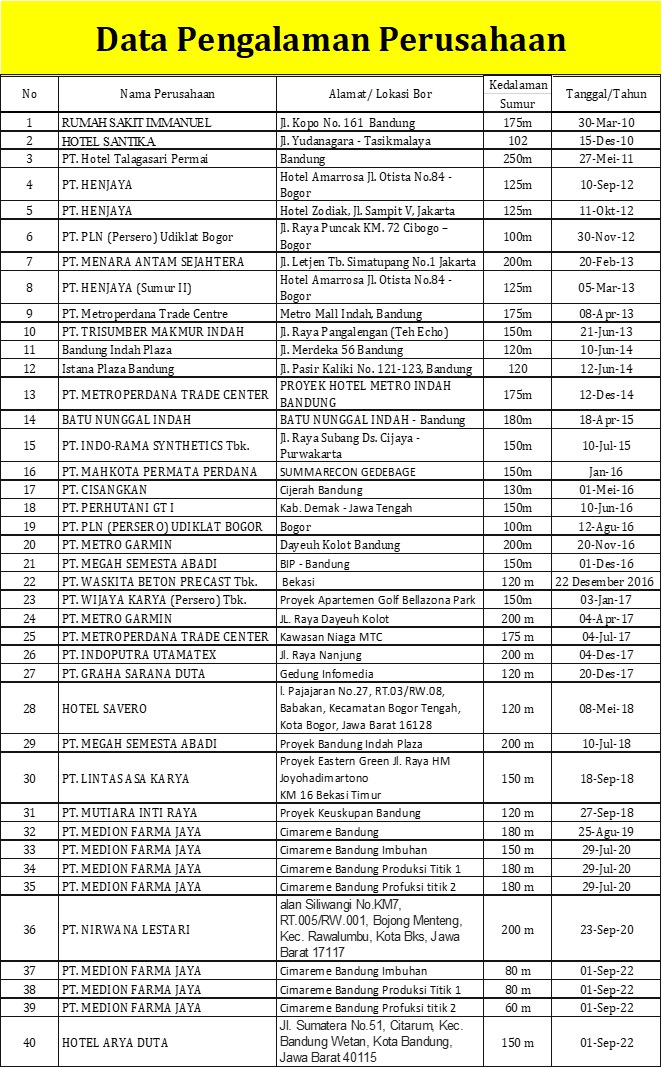 Data Pengalaman Perusahaan
No Nama Perusahaan Alamat/ Lokasi Bor Kedalaman Sumur Tanggal/Tahun
1 RUMAH SAKIT IMMANUEL Jl. Kopo No. 161 Bandung 175m 30-Mar-10
2 HOTEL SANTIKA Jl. Yudanagara - Tasikmalaya 102 15-Des-10
3 PT. Hotel Talagasari Permai Bandung 250m 27-Mei-11
4 PT. HENJAYA Hotel Amarrosa Jl. Otista No.84 -
Bogor 125m 10-Sep-12
5 PT. HENJAYA Hotel Zodiak, Jl. Sampit V, Jakarta 125m 11-Okt-12
6 PT. PLN (Persero) Udiklat Bogor Jl. Raya Puncak KM. 72 Cibogo –
Bogor 100m 30-Nov-12
7 PT. MENARA ANTAM SEJAHTERA Jl. Letjen Tb. Simatupang No.1 Jakarta 200m 20-Feb-13
8 PT. HENJAYA (Sumur II) Hotel Amarrosa Jl. Otista No.84 -
Bogor 125m 05-Mar-13
9 PT. Metroperdana Trade Centre Metro Mall Indah, Bandung 175m 08-Apr-13
10 PT. TRISUMBER MAKMUR INDAH Jl. Raya Pangalengan (Teh Echo) 150m 21-Jun-13
11 Bandung Indah Plaza Jl. Merdeka 56 Bandung 120m 10-Jun-14
12 Istana Plaza Bandung Jl. Pasir Kaliki No. 121-123, Bandung 120 12-Jun-14
13 PT. METROPERDANA TRADE CENTER PROYEK HOTEL METRO INDAH
BANDUNG 175m 12-Des-14
14 BATU NUNGGAL INDAH BATU NUNGGAL INDAH - Bandung 180m 18-Apr-15
15 PT. INDO-RAMA SYNTHETICS Tbk. Jl. Raya Subang Ds. Cijaya -
Purwakarta 150m 10-Jul-15
16 PT. MAHKOTA PERMATA PERDANA SUMMARECON GEDEBAGE 150m Jan-16
17 PT. CISANGKAN Cijerah Bandung 130m 01-Mei-16
18 PT. PERHUTANI GT I Kab. Demak - Jawa Tengah 150m 10-Jun-16
19 PT. PLN (PERSERO) UDIKLAT BOGOR Bogor 100m 12-Agu-16
20 PT. METRO GARMIN Dayeuh Kolot Bandung 200m 20-Nov-16
21 PT. MEGAH SEMESTA ABADI BIP - Bandung 150m 01-Des-16
22 PT. WASKITA BETON PRECAST Tbk. Bekasi 120 m 22 Desember 2016
23 PT. WIJAYA KARYA (Persero) Tbk. Proyek Apartemen Golf Bellazona Park 150m 03-Jan-17
24 PT. METRO GARMIN JL. Raya Dayeuh Kolot 200 m 04-Apr-17
25 PT. METROPERDANA TRADE CENTER Kawasan Niaga MTC 175 m 04-Jul-17
26 PT. INDOPUTRA UTAMATEX Jl. Raya Nanjung 200 m 04-Des-17
27 PT. GRAHA SARANA DUTA Gedung Infomedia 120 m 20-Des-17
28 HOTEL SAVERO l. Pajajaran No.27, RT.03/RW.08,
Babakan, Kecamatan Bogor Tengah,
Kota Bogor, Jawa Barat 16128 120 m 08-Mei-18
29 PT. MEGAH SEMESTA ABADI Proyek Bandung Indah Plaza 200 m 10-Jul-18
30 PT. LINTAS ASA KARYA Proyek Eastern Green Jl. Raya HM
Joyohadimartono
KM 16 Bekasi Timur 150 m 18-Sep-18
31 PT. MUTIARA INTI RAYA Proyek Keuskupan Bandung 120 m 27-Sep-18
32 PT. MEDION FARMA JAYA Cimareme Bandung 180 m 25-Agu-19
33 PT. MEDION FARMA JAYA Cimareme Bandung Imbuhan 150 m 29-Jul-20
34 PT. MEDION FARMA JAYA Cimareme Bandung Produksi Titik 1 180 m 29-Jul-20
35 PT. MEDION FARMA JAYA Cimareme Bandung Profuksi titik 2 180 m 29-Jul-20
36 PT. NIRWANA LESTARI alan Siliwangi No.KM7,
RT.005/RW.001, Bojong Menteng,
Kec. Rawalumbu, Kota Bks, Jawa
Barat 17117 200 m 23-Sep-20
37 PT. MEDION FARMA JAYA Cimareme Bandung Imbuhan 80 m 01-Sep-22
38 PT. MEDION FARMA JAYA Cimareme Bandung Produksi Titik 1 80 m 01-Sep-22
39 PT. MEDION FARMA JAYA Cimareme Bandung Profuksi titik 2 60 m 01-Sep-22
40 HOTEL ARYA DUTA Jl. Sumatera No.51, Citarum, Kec.
Bandung Wetan, Kota Bandung,
Jawa Barat 40115 150 m 01-Sep-22